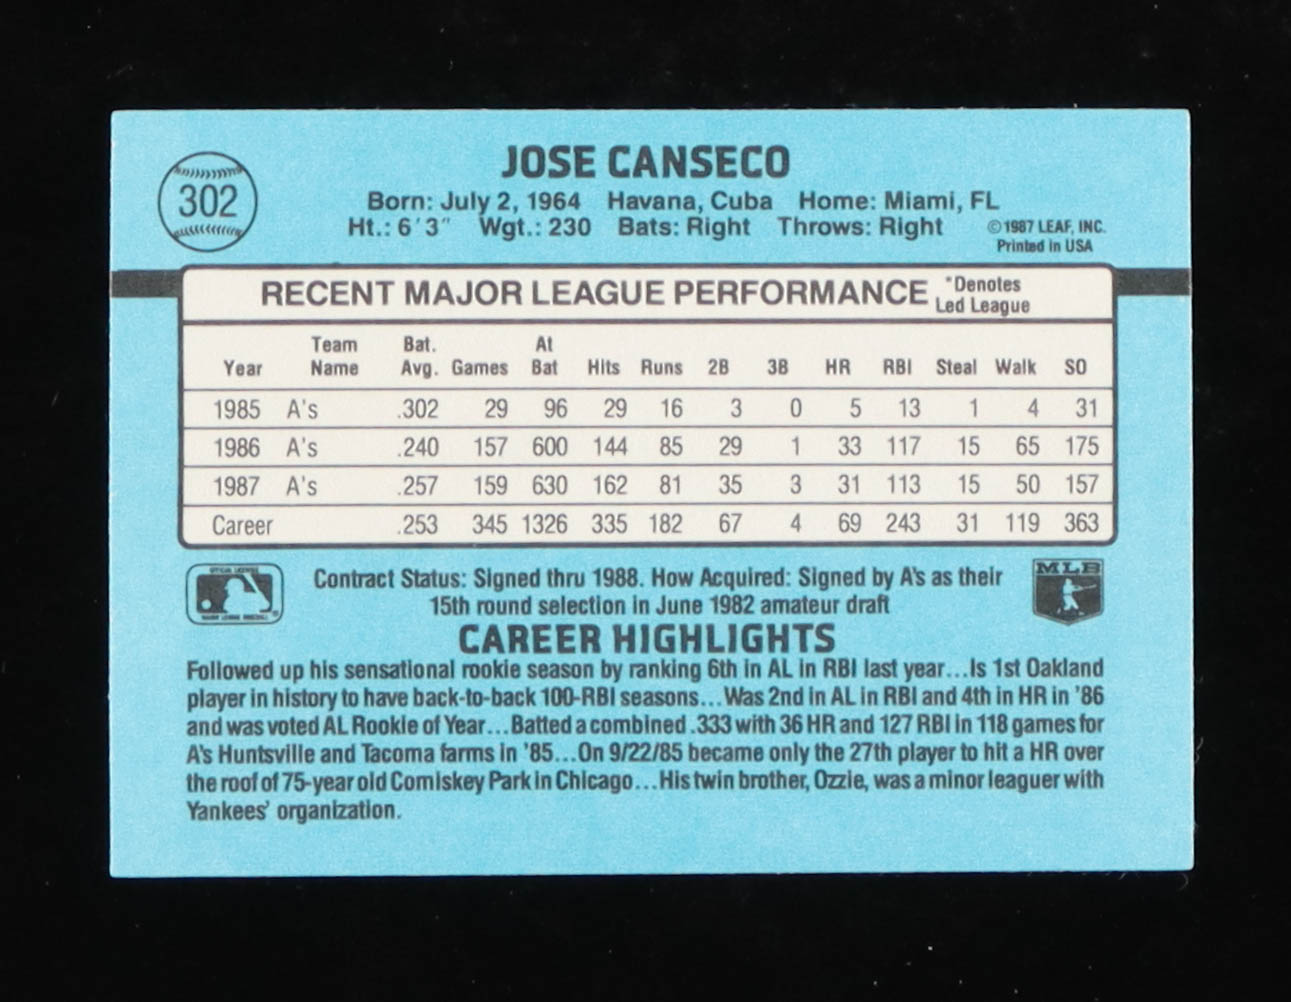 302
JOSE CANSECO
Born: July 2, 1964 Havana, Cuba Home: Miami, FL
Ht.: 6'3" Wgt.: 230 Bats: Right Throws: Right
©1987 LEAF, INC.
Printed in USA
RECENT MAJOR LEAGUE PERFORMANCE *Denotes Led League
Year Team Name Bat. Avg. Games At Bat Hits Runs 2B 3B HR RBI Steal Walk SO
1985 A's .302 29 96 29 16 3 0 5 13 1 4 31
1986 A's .240 157 600 144 85 29 1 33 117 15 65 175
1987 A's .257 159 630 162 81 35 3 31 113 15 50 157
Career .253 345 1326 335 182 67 4 69 243 31 119 363
Contract Status: Signed thru 1988. How Acquired: Signed by A's as their
15th round selection in June 1982 amateur draft
MLB
CAREER HIGHLIGHTS
Followed up his sensational rookie season by ranking 6th in AL in RBI last year...Is 1st Oakland
player in history to have back-to-back 100-RBI seasons...Was 2nd in AL in RBI and 4th in HR in '86
and was voted AL Rookie of Year...Batted a combined .333 with 36 HR and 127 RBI in 118 games for
A's Huntsville and Tacoma farms in '85...On 9/22/85 became only the 27th player to hit a HR over
the roof of 75-year old Comiskey Park in Chicago...His twin brother, Ozzie, was a minor leaguer with
Yankees' organization.